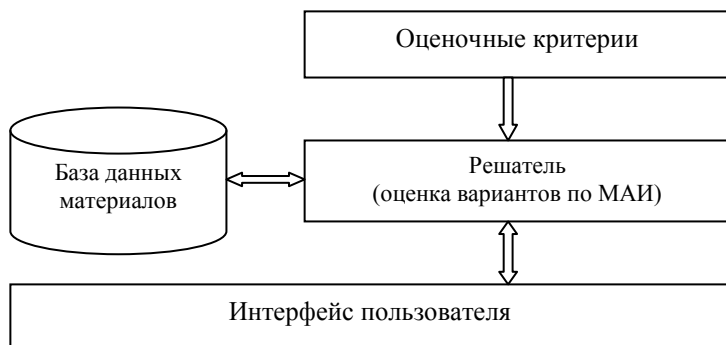 Оценочные критерии
База данных
материалов
Решатель
(оценка вариантов по МАИ)
Интерфейс пользователя